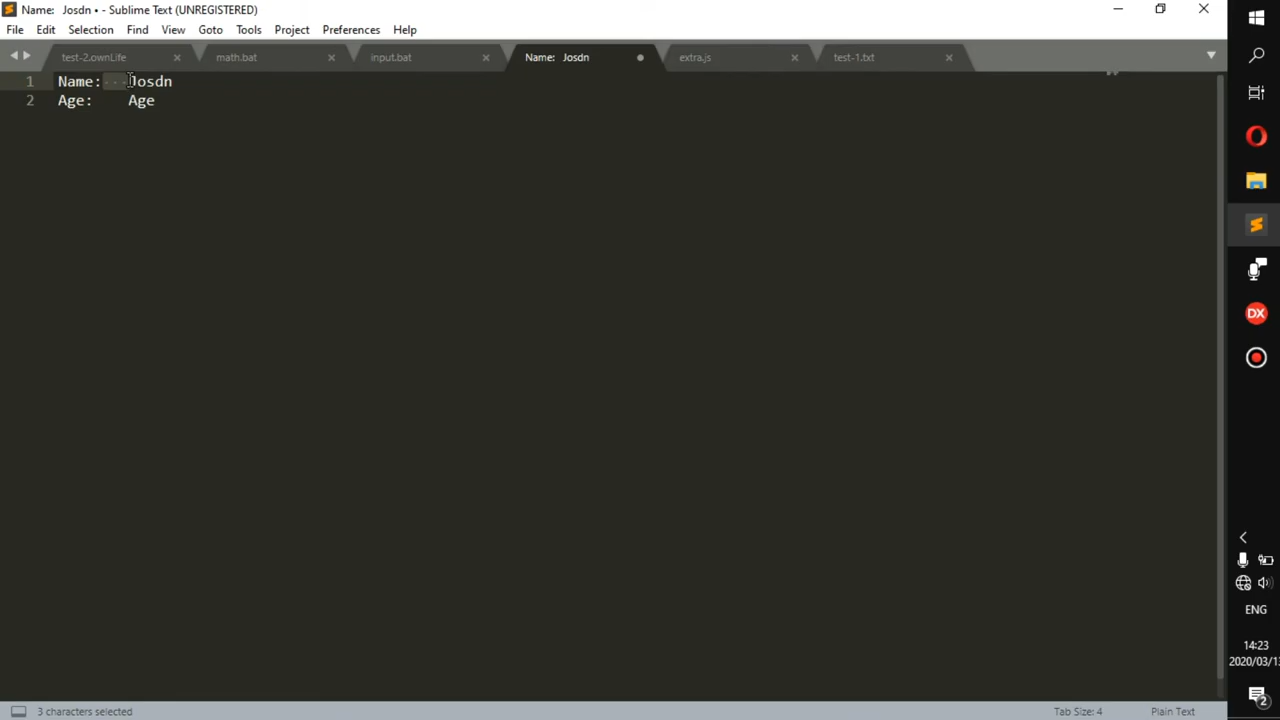 Name:   Josdn • - Sublime Text (UNREGISTERED)
File Edit Selection Find View Goto Tools Project Preferences Help
test-2.ownLife math.bat input.bat Name:   Josdn extra.js test-1.txt
1 Name:   Josdn
2 Age:    Age
DX
ENG
14:23
2020/03/13
2
3 characters selected Tab Size: 4 Plain Text